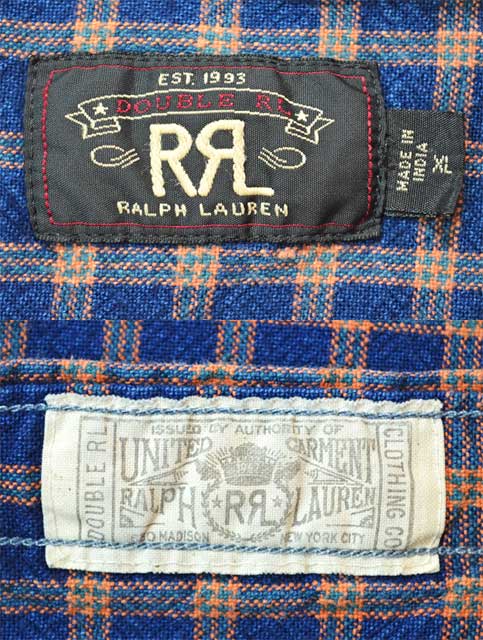 EST. 1993
DOUBLE RL
RRL
RALPH LAUREN
MADE IN
INDIA
XL
ISSUED BY AUTHORITY OF
UNITED GARMENT
DOUBLE RL
RALPH RRL LAUREN
CLOTHING CO
MADISON NEW YORK CITY